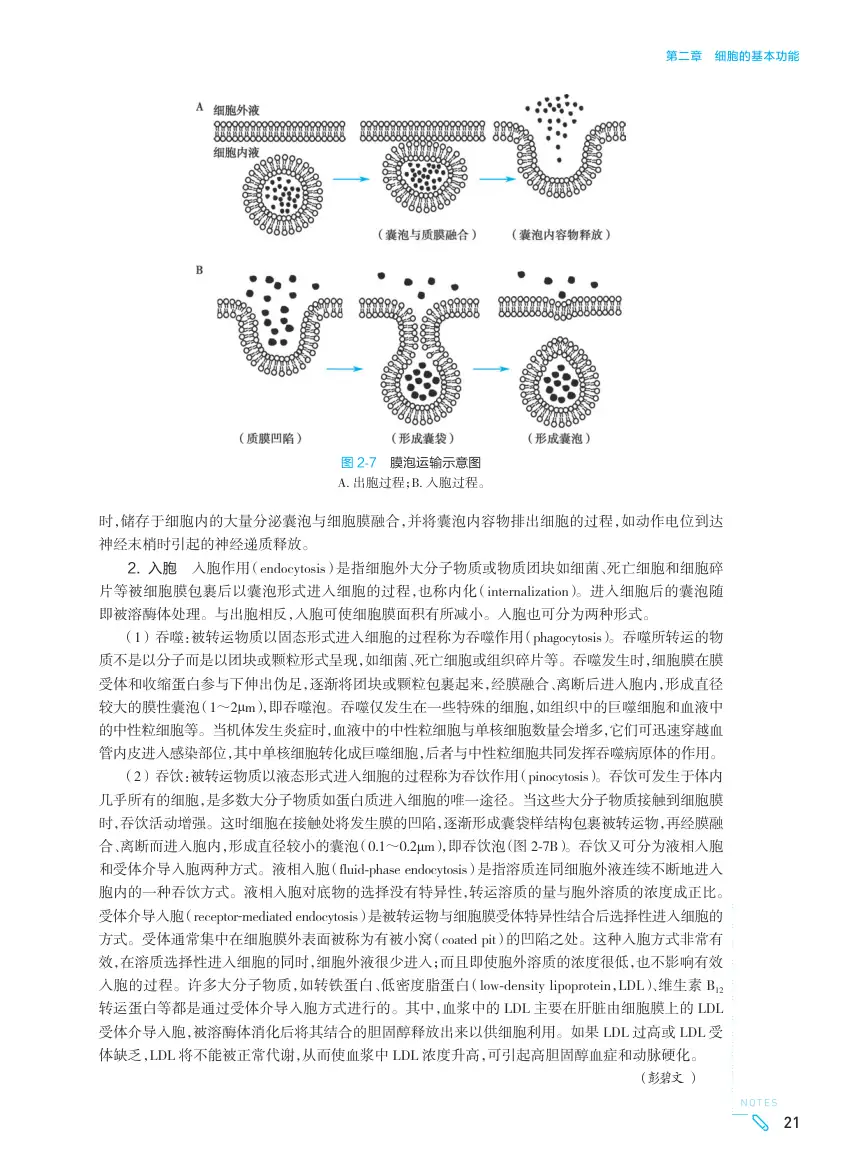 第二章 细胞的基本功能
A 细胞外液
细胞内液
（囊泡与质膜融合） （囊泡内容物释放）
B
（质膜凹陷） （形成囊袋） （形成囊泡）
图 2-7 膜泡运输示意图
A. 出胞过程；B. 入胞过程。
时，储存于细胞内的大量分泌囊泡与细胞膜融合，并将囊泡内容物排出细胞的过程，如动作电位到达
神经末梢时引起的神经递质释放。
2. 入胞 入胞作用（endocytosis）是指细胞外大分子物质或物质团块如细菌、死亡细胞和细胞碎
片等被细胞膜包裹后以囊泡形式进入细胞的过程，也称内化（internalization）。进入细胞后的囊泡随
即被溶酶体处理。与出胞相反，入胞可使细胞膜面积有所减小。入胞也可分为两种形式。
（1）吞噬：被转运物质以固态形式进入细胞的过程称为吞噬作用（phagocytosis）。吞噬所转运的物
质不是以分子而是以团块或颗粒形式呈现，如细菌、死亡细胞或组织碎片等。吞噬发生时，细胞膜在膜
受体和收缩蛋白参与下伸出伪足，逐渐将团块或颗粒包裹起来，经膜融合、离断后进入胞内，形成直径
较大的膜性囊泡（1～2μm），即吞噬泡。吞噬仅发生在一些特殊的细胞，如组织中的巨噬细胞和血液中
的中性粒细胞等。当机体发生炎症时，血液中的中性粒细胞与单核细胞数量会增多，它们可迅速穿越血
管内皮进入感染部位，其中单核细胞转化成巨噬细胞，后者与中性粒细胞共同发挥吞噬病原体的作用。
（2）吞饮：被转运物质以液态形式进入细胞的过程称为吞饮作用（pinocytosis）。吞饮可发生于体内
几乎所有的细胞，是多数大分子物质如蛋白质进入细胞的唯一途径。当这些大分子物质接触到细胞膜
时，吞饮活动增强。这时细胞在接触处将发生膜的凹陷，逐渐形成囊袋样结构包裹被转运物，再经膜融
合、离断而进入胞内，形成直径较小的囊泡（0.1～0.2μm），即吞饮泡（图 2-7B）。吞饮又可分为液相入胞
和受体介导入胞两种方式。液相入胞（fluid-phase endocytosis）是指溶质连同细胞外液连续不断地进入
胞内的一种吞饮方式。液相入胞对底物的选择没有特异性，转运溶质的量与胞外溶质的浓度成正比。
受体介导入胞（receptor-mediated endocytosis）是被转运物与细胞膜受体特异性结合后选择性进入细胞的
方式。受体通常集中在细胞膜外表面被称为有被小窝（coated pit）的凹陷之处。这种入胞方式非常有
效，在溶质选择性进入细胞的同时，细胞外液很少进入；而且即使胞外溶质的浓度很低，也不影响有效
入胞的过程。许多大分子物质，如转铁蛋白、低密度脂蛋白（low-density lipoprotein，LDL）、维生素 B₁₂
转运蛋白等都是通过受体介导入胞方式进行的。其中，血浆中的 LDL 主要在肝脏由细胞膜上的 LDL
受体介导入胞，被溶酶体消化后将其结合的胆固醇释放出来以供细胞利用。如果 LDL 过高或 LDL 受
体缺乏，LDL 将不能被正常代谢，从而使血浆中 LDL 浓度升高，可引起高胆固醇血症和动脉硬化。
（彭碧文）
NOTES
21